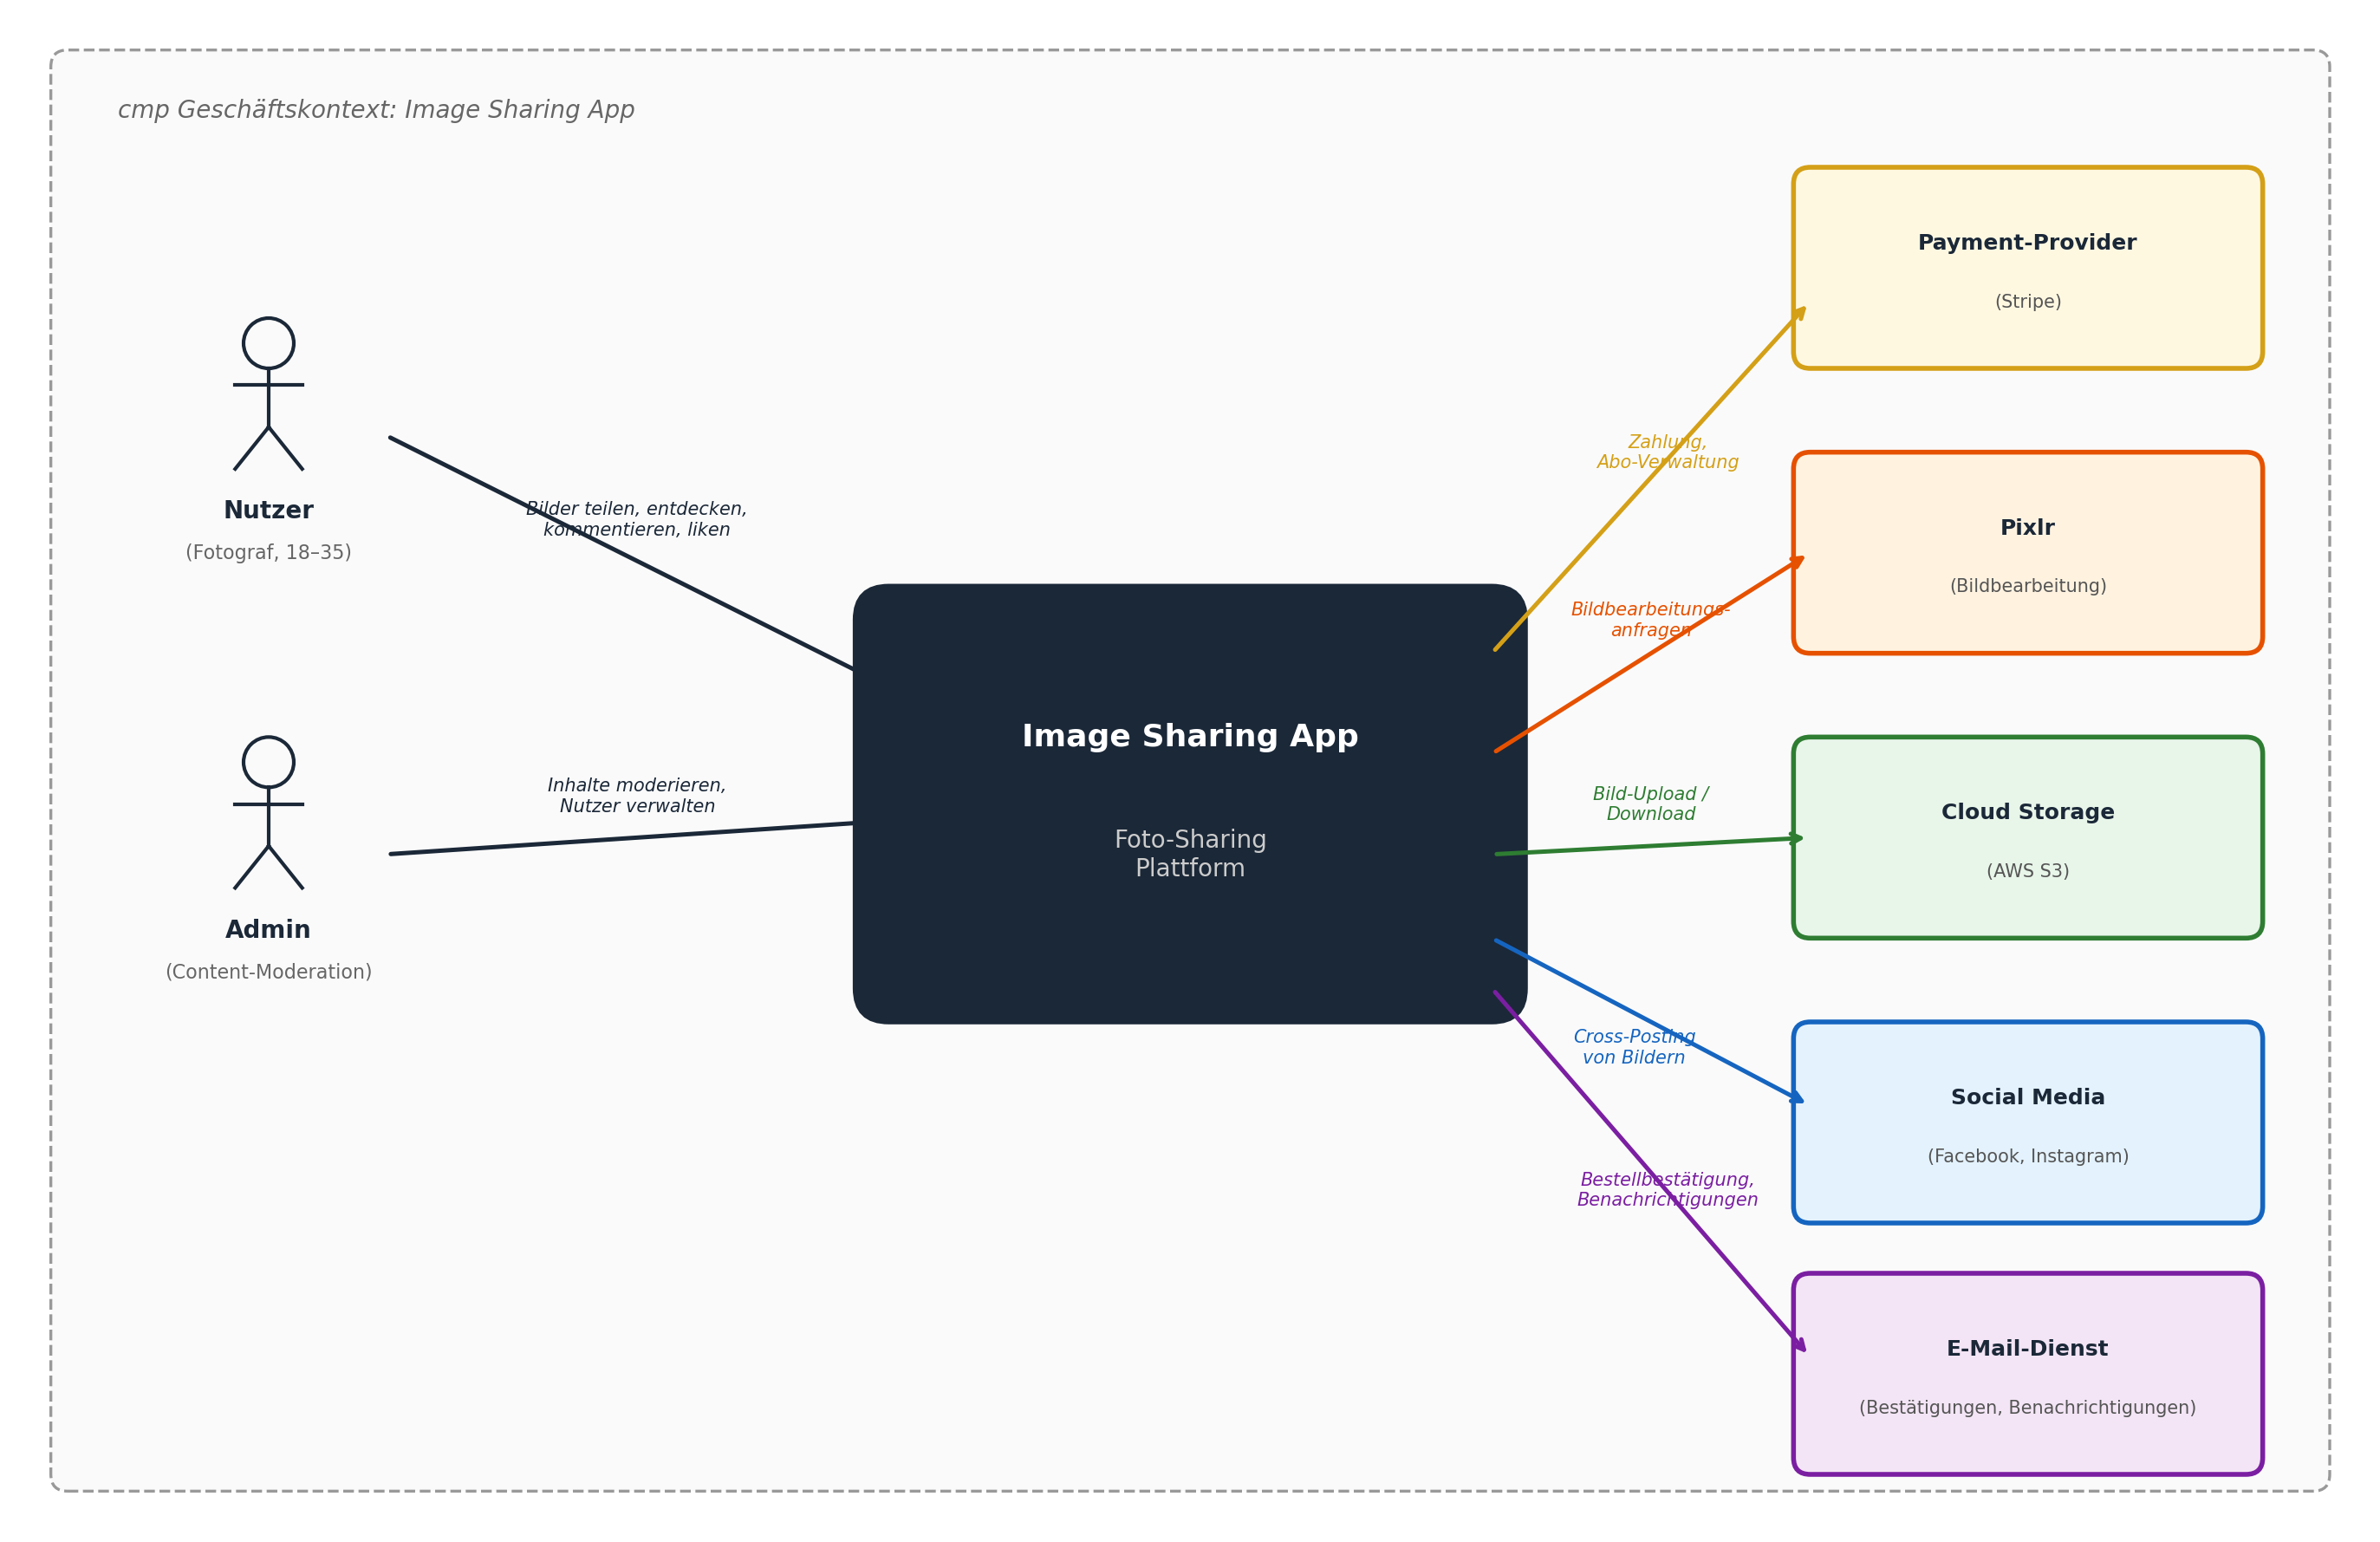 cmp Geschäftskontext: Image Sharing App
Nutzer
(Fotograf, 18–35)
Bilder teilen, entdecken,
kommentieren, liken
Admin
(Content-Moderation)
Inhalte moderieren,
Nutzer verwalten
Image Sharing App
Foto-Sharing
Plattform
Zahlung,
Abo-Verwaltung
Payment-Provider
(Stripe)
Bildbearbeitungs-
anfragen
Pixlr
(Bildbearbeitung)
Bild-Upload /
Download
Cloud Storage
(AWS S3)
Cross-Posting
von Bildern
Social Media
(Facebook, Instagram)
Bestellbestätigung,
Benachrichtigungen
E-Mail-Dienst
(Bestätigungen, Benachrichtigungen)